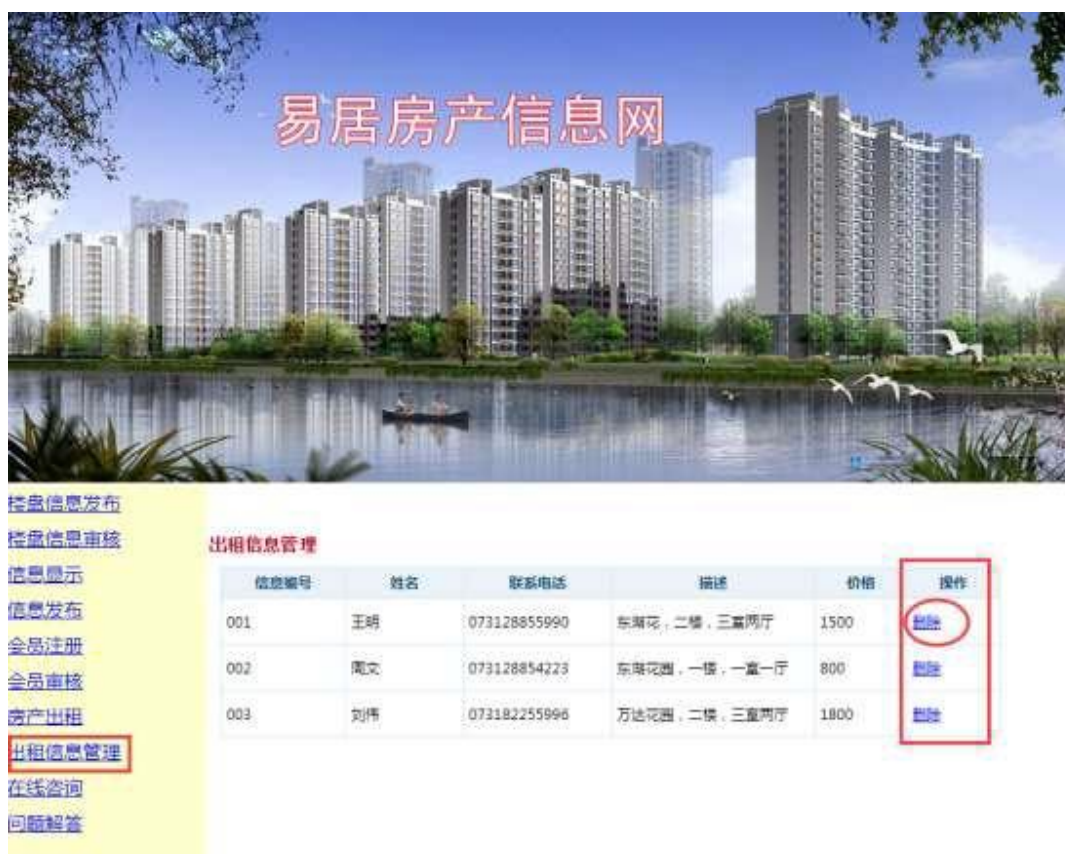 易居房产信息网
楼盘信息发布
楼盘信息审核
信息显示
信息发布
会员注册
会员审核
房产出租
出租信息管理
在线咨询
问题解答
出租信息管理
信息编号 姓名 联系电话 描述 价格 操作
001 王明 073128855990 东湖花，二楼，三室两厅 1500 删除
002 周文 073128854223 东湖花园，一楼，一室一厅 800 删除
003 刘伟 073182255996 万达花园，二楼，三室两厅 1800 删除